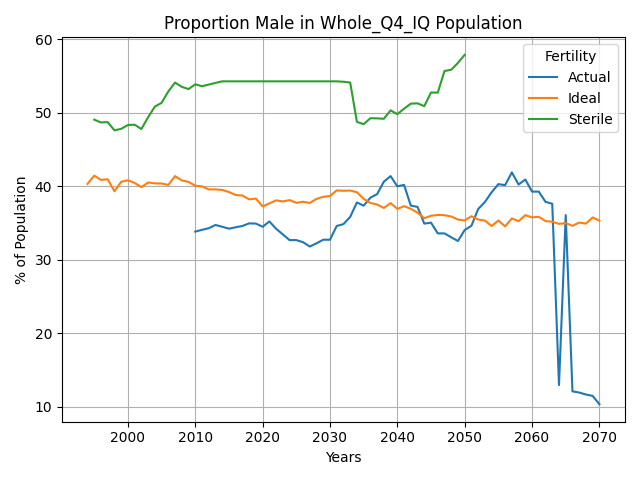 Proportion Male in Whole_Q4_IQ Population
% of Population
60
50
40
30
20
10
Fertility
Actual
Ideal
Sterile
2000 2010 2020 2030 2040 2050 2060 2070
Years